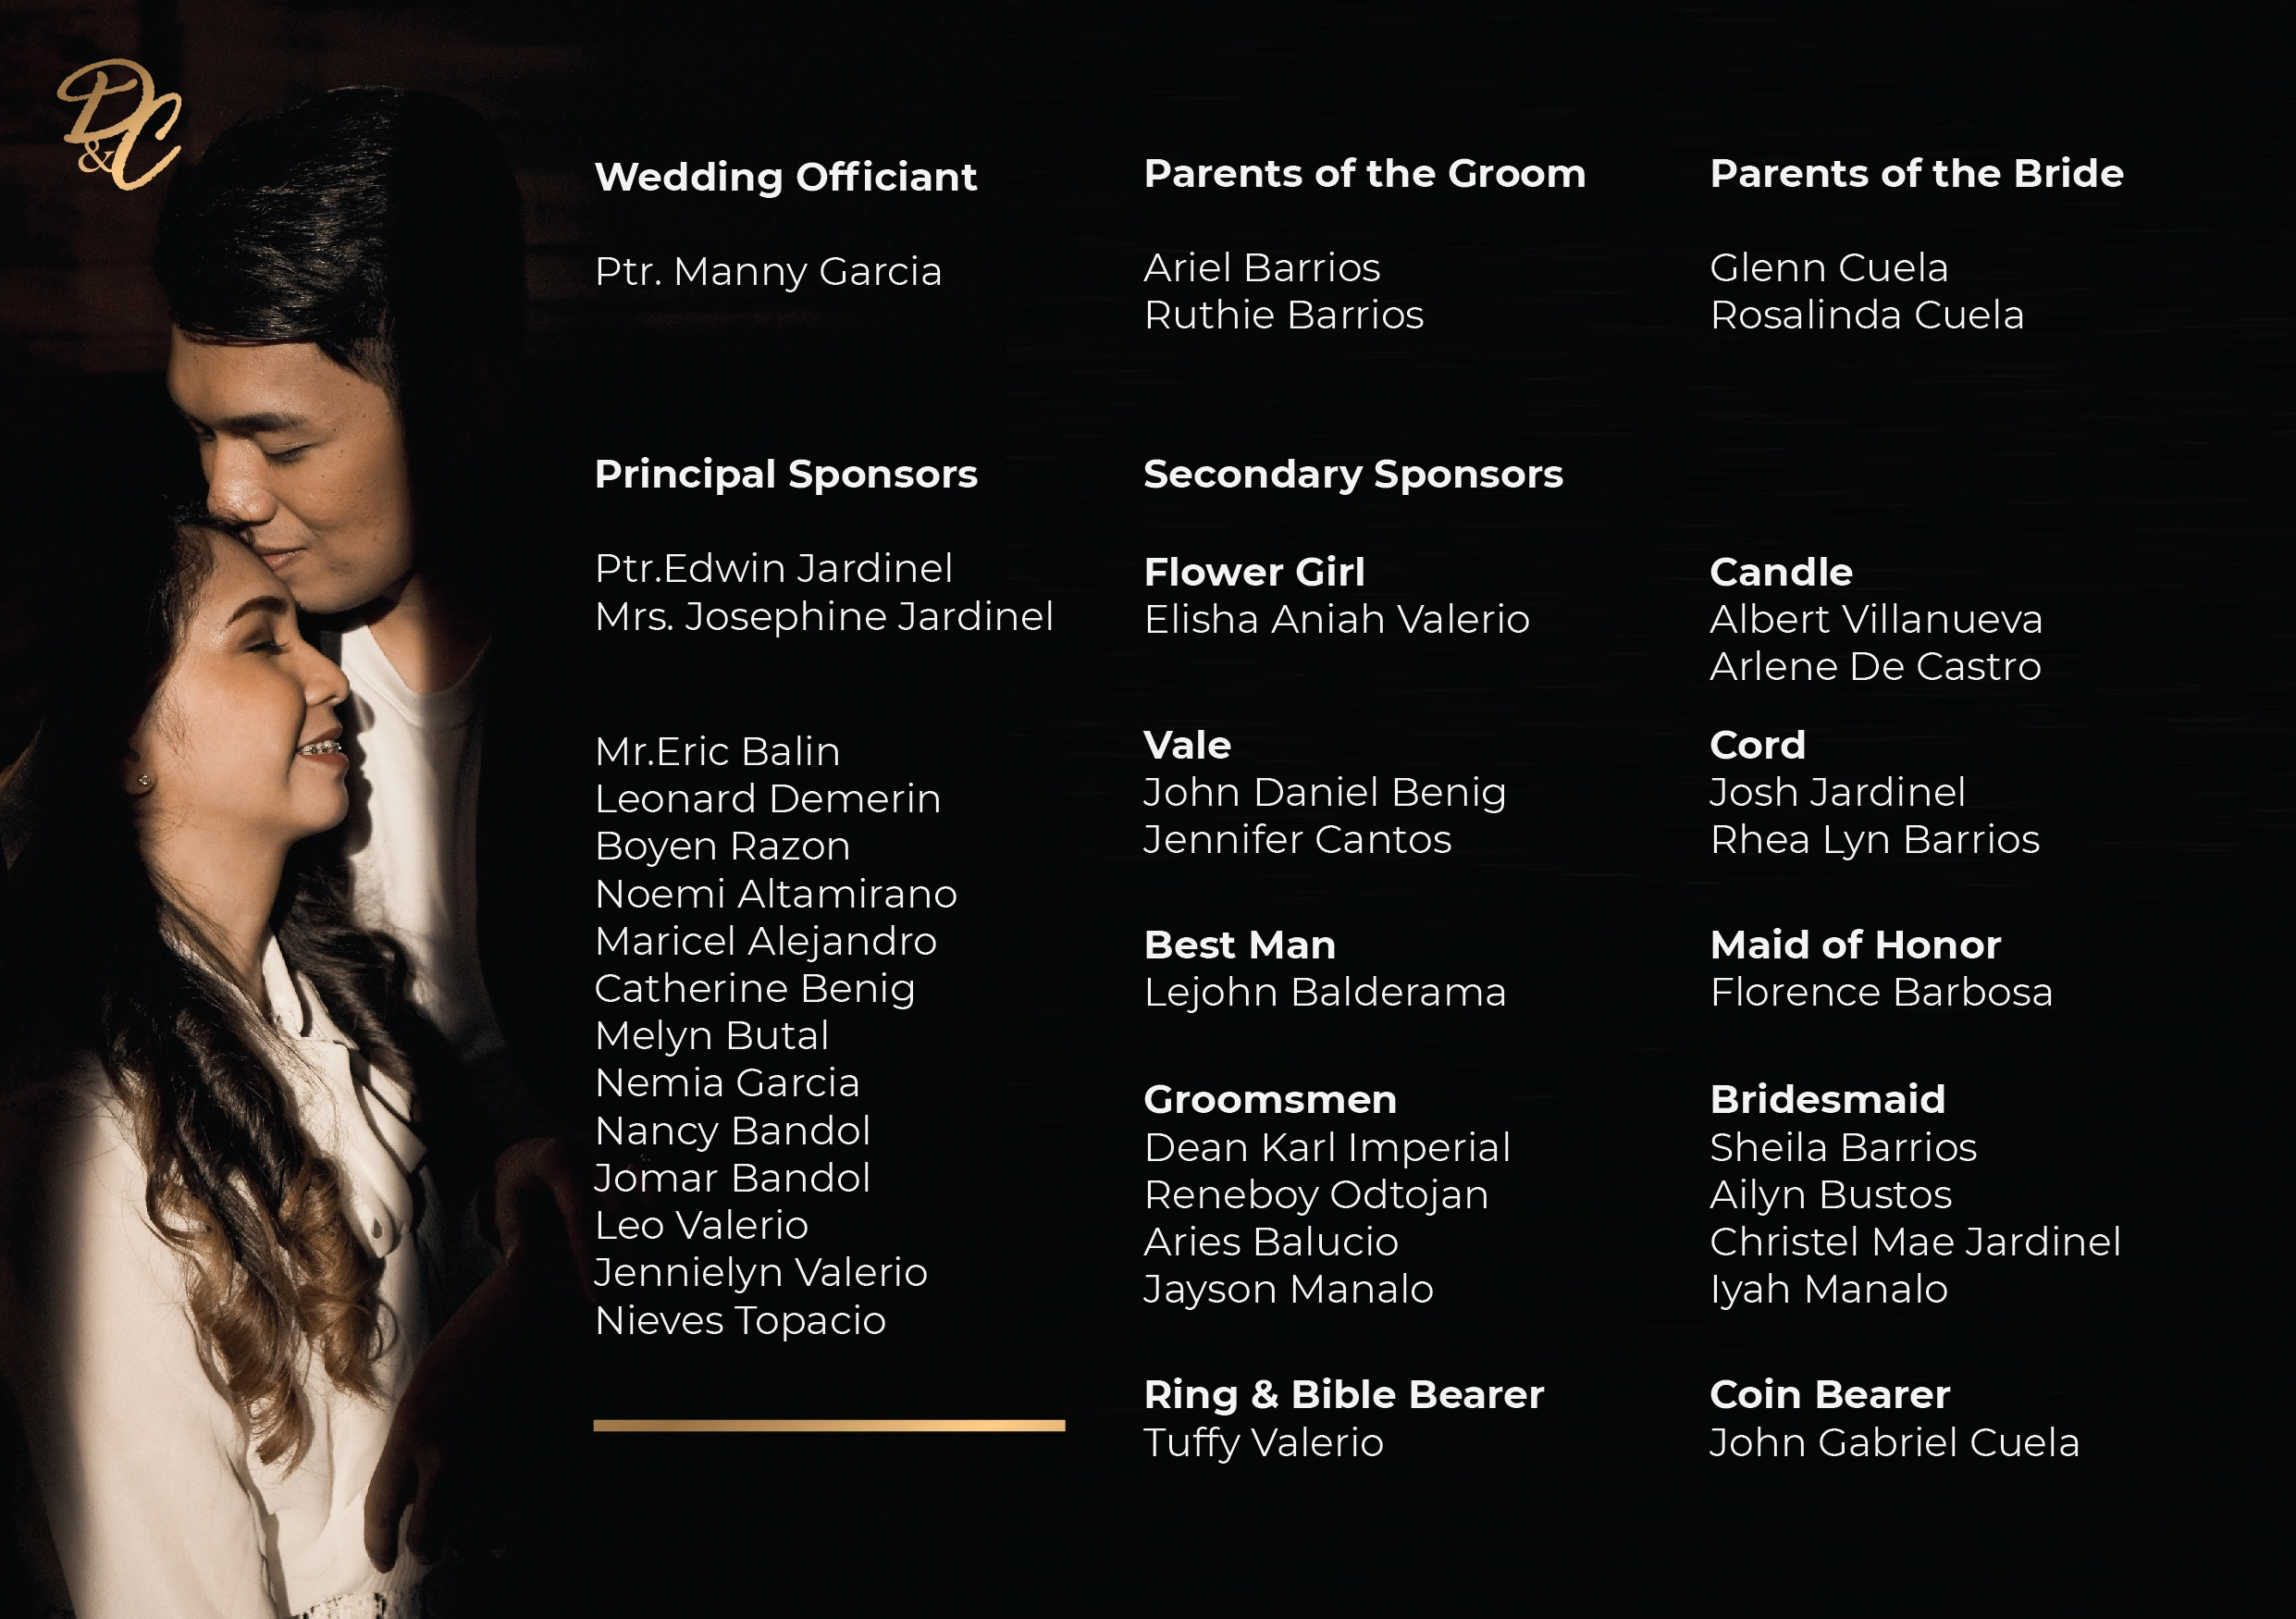 D
&C
Wedding Officiant
Ptr. Manny Garcia
Parents of the Groom
Ariel Barrios
Ruthie Barrios
Parents of the Bride
Glenn Cuela
Rosalinda Cuela
Principal Sponsors
Ptr.Edwin Jardinel
Mrs. Josephine Jardinel
Mr.Eric Balin
Leonard Demerin
Boyen Razon
Noemi Altamirano
Maricel Alejandro
Catherine Benig
Melyn Butal
Nemia Garcia
Nancy Bandol
Jomar Bandol
Leo Valerio
Jennielyn Valerio
Nieves Topacio
Secondary Sponsors
Flower Girl
Elisha Aniah Valerio
Candle
Albert Villanueva
Arlene De Castro
Vale
John Daniel Benig
Jennifer Cantos
Cord
Josh Jardinel
Rhea Lyn Barrios
Best Man
Lejohn Balderama
Maid of Honor
Florence Barbosa
Groomsmen
Dean Karl Imperial
Reneboy Odtojan
Aries Balucio
Jayson Manalo
Bridesmaid
Sheila Barrios
Ailyn Bustos
Christel Mae Jardinel
Iyah Manalo
Ring & Bible Bearer
Tuffy Valerio
Coin Bearer
John Gabriel Cuela